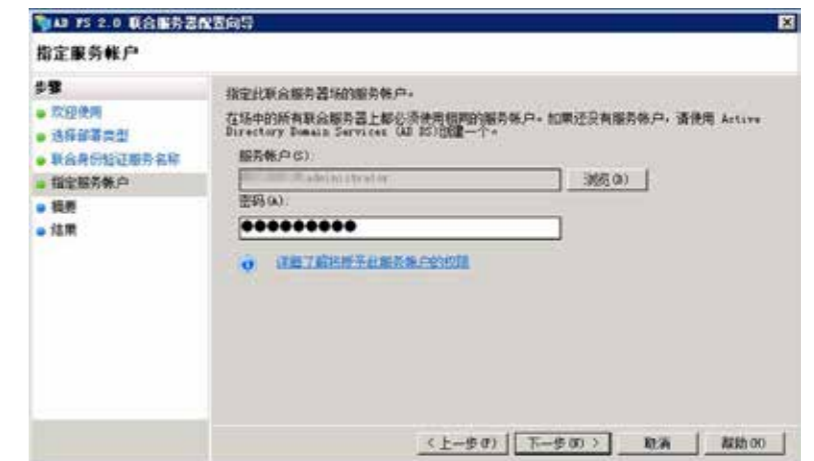 AD FS 2.0 联合服务器配置向导
指定服务帐户
步骤
欢迎使用
选择部署类型
联合身份验证服务名称
指定服务帐户
摘要
结果
指定此联合服务器场的服务帐户。
在场中的所有联合服务器上都必须使用相同的服务帐户。如果还没有服务帐户，请使用 Active
Directory Domain Services (AD DS)创建一个。
服务帐户(S):
administrator
浏览(B)
密码(A):
●●●●●●●●●
详细了解将授予此服务帐户的权限
< 上一步(P)
下一步(N) >
取消
帮助(H)